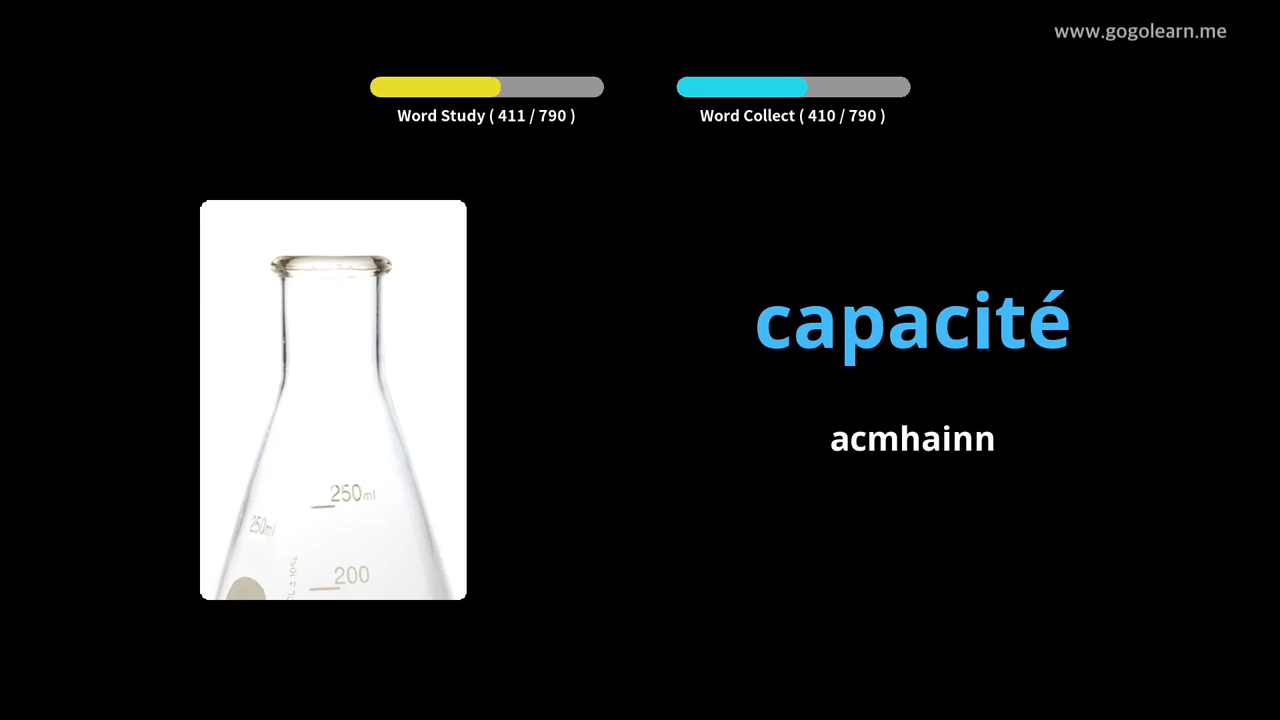 www.gogolearn.me
Word Study ( 411 / 790 )
Word Collect ( 410 / 790 )
capacité
acmhainn
250ml
250ml
200